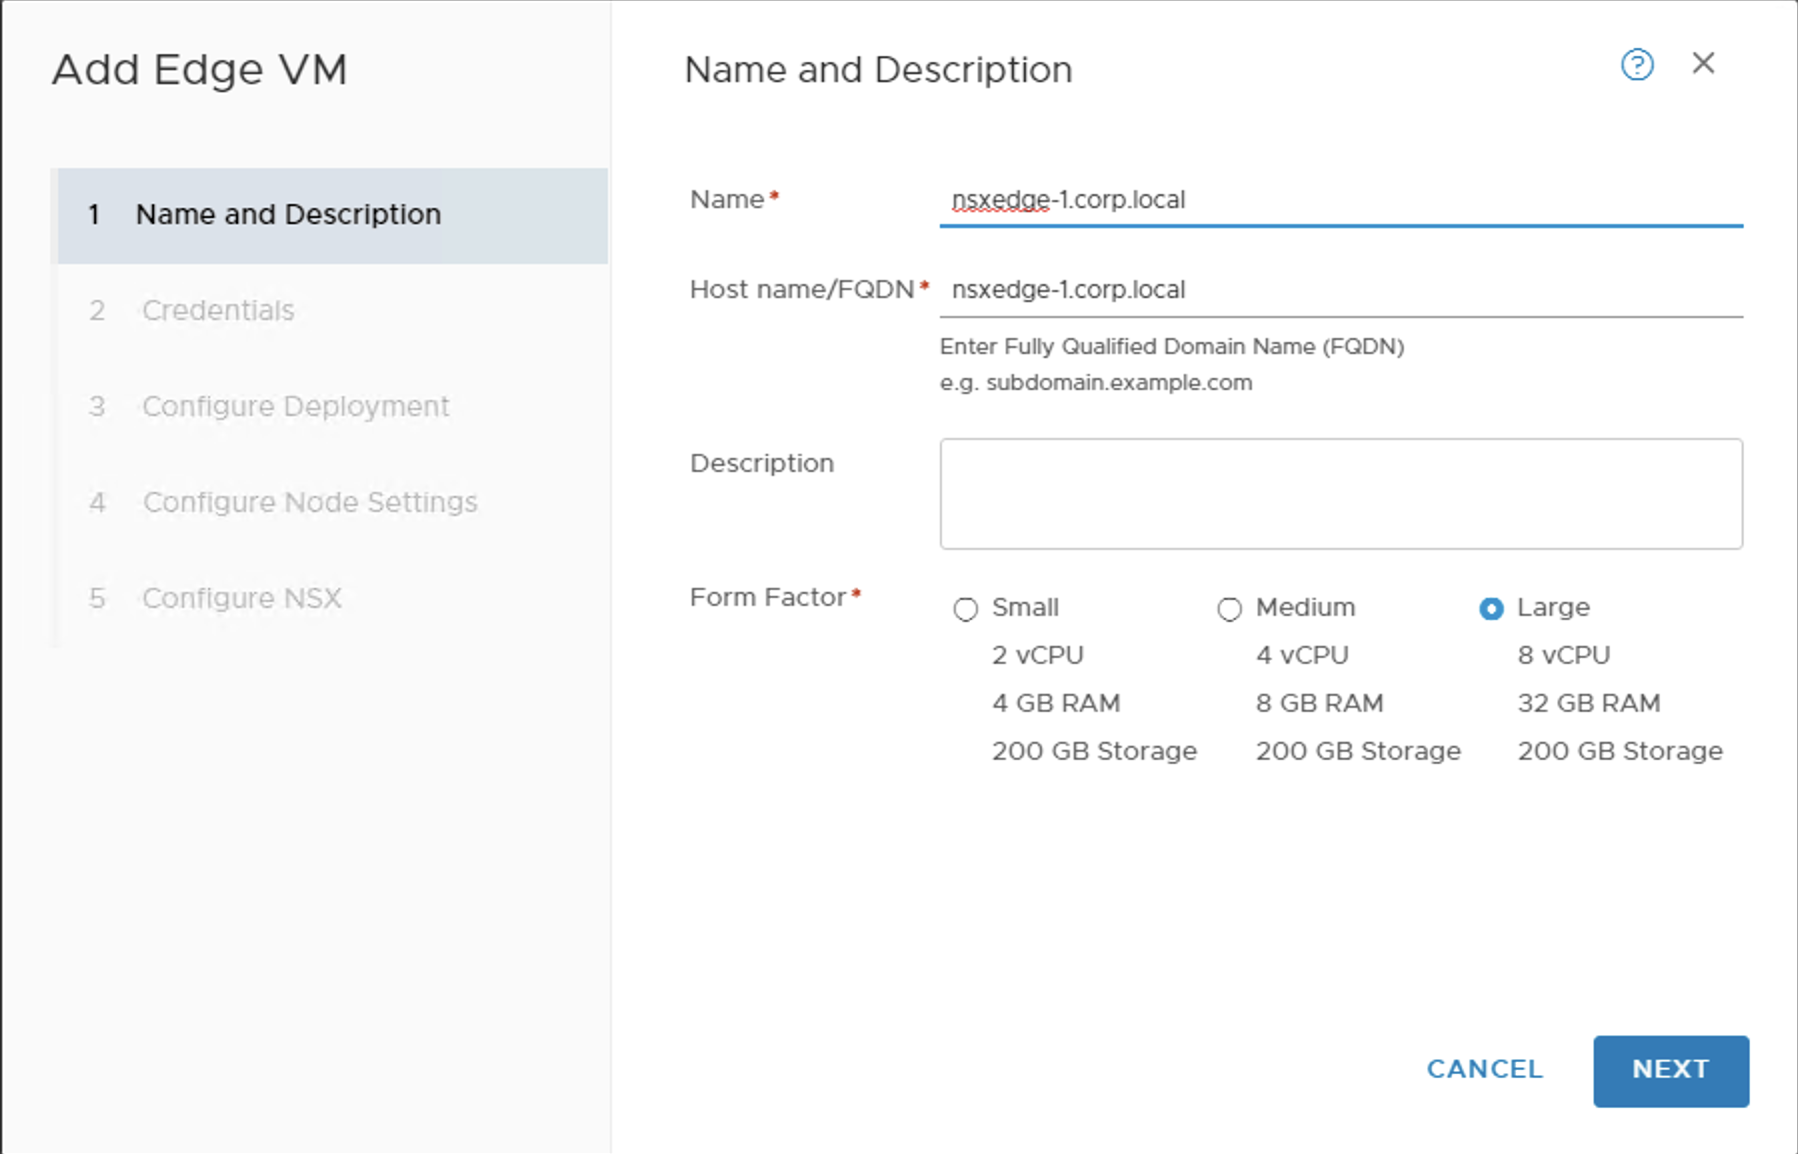 Add Edge VM
1 Name and Description
2 Credentials
3 Configure Deployment
4 Configure Node Settings
5 Configure NSX
Name and Description
?
Name* nsxedge-1.corp.local
Host name/FQDN* nsxedge-1.corp.local
Enter Fully Qualified Domain Name (FQDN)
e.g. subdomain.example.com
Description
Form Factor*
Small Medium Large
2 vCPU 4 vCPU 8 vCPU
4 GB RAM 8 GB RAM 32 GB RAM
200 GB Storage 200 GB Storage 200 GB Storage
CANCEL NEXT